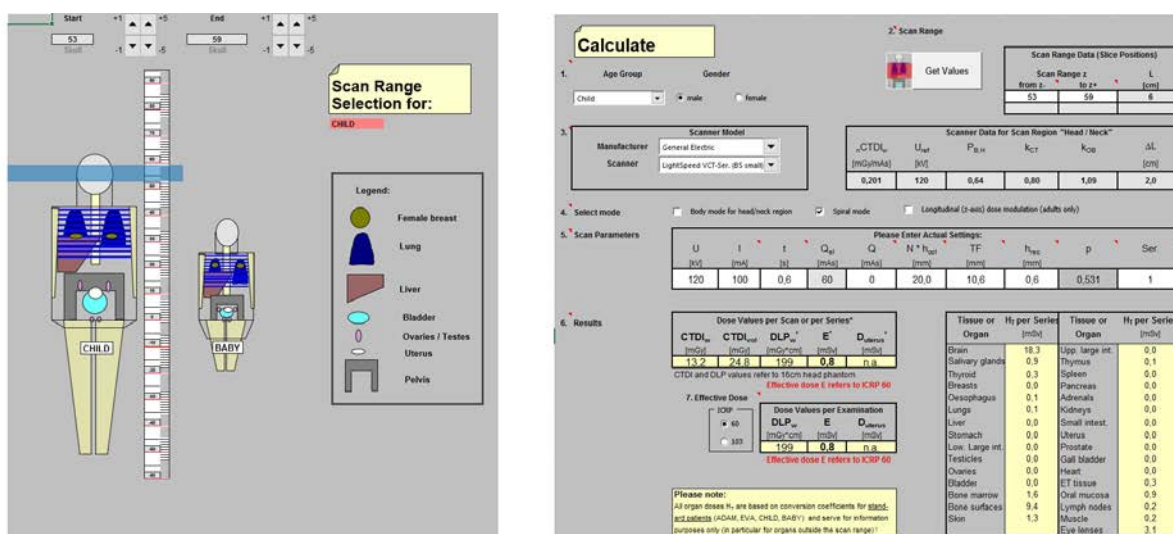 Start +1 +5 End +1 +5
53 59
Skull -1 -5 Skull -1 -5
Scan Range
Selection for:
CHILD
Legend:
Female breast
Lung
Liver
Bladder
Ovaries / Testes
Uterus
Pelvis
CHILD
BABY
Calculate
2. Scan Range
Get Values
Scan Range Data (Slice Positions)
Scan Range z L
from z- to z+ [cm]
53 59 6
1. Age Group Gender
Child male female
3. Scanner Model
Manufacturer General Electric
Scanner LightSpeed VCT-Ser. (BS small)
Scanner Data for Scan Region "Head / Neck"
nCTDIw Uref PB,H kCT kOB ΔL
[mGy/mAs] [kV] [cm]
0,201 120 0,64 0,80 1,09 2,0
4. Select mode Body mode for head/neck region Spiral mode Longitudinal (z-axis) dose modulation (adults only)
5. Scan Parameters Please Enter Actual Settings:
U I t Qel Q N * hcol TF hrec p Ser.
[kV] [mA] [s] [mAs] [mAs] [mm] [mm] [mm]
120 100 0,6 60 0 20,0 10,6 0,6 0,531 1
6. Results
Dose Values per Scan or per Series*
CTDIw CTDIvol DLPw* E* Duterus*
[mGy] [mGy] [mGy*cm] [mSv] [mSv]
13,2 24,8 199 0,8 n.a.
CTDI and DLP values refer to 16cm head phantom
Effective dose E refers to ICRP 60
7. Effective Dose
ICRP
60
103
Dose Values per Examination
DLPw E Duterus
[mGy*cm] [mSv] [mSv]
199 0,8 n.a.
Effective dose E refers to ICRP 60
Please note:
All organ doses HT are based on conversion coefficients for stand-
ard patients (ADAM, EVA, CHILD, BABY) and serve for information
purposes only (in particular for organs outside the scan range) !
Tissue or HT per Series Tissue or HT per Series
Organ [mSv] Organ [mSv]
Brain 18,3 Upp. large int. 0,0
Salivary glands 0,9 Thymus 0,1
Thyroid 0,3 Spleen 0,0
Breasts 0,0 Pancreas 0,0
Oesophagus 0,1 Adrenals 0,0
Lungs 0,1 Kidneys 0,0
Liver 0,0 Small intest. 0,0
Stomach 0,0 Uterus 0,0
Low. Large int. 0,0 Prostate 0,0
Testicles 0,0 Gall bladder 0,0
Ovaries 0,0 Heart 0,0
Bladder 0,0 ET tissue 0,3
Bone marrow 1,6 Oral mucosa 0,9
Bone surfaces 9,4 Lymph nodes 0,2
Skin 1,3 Muscle 0,2
Eye lenses 3,1